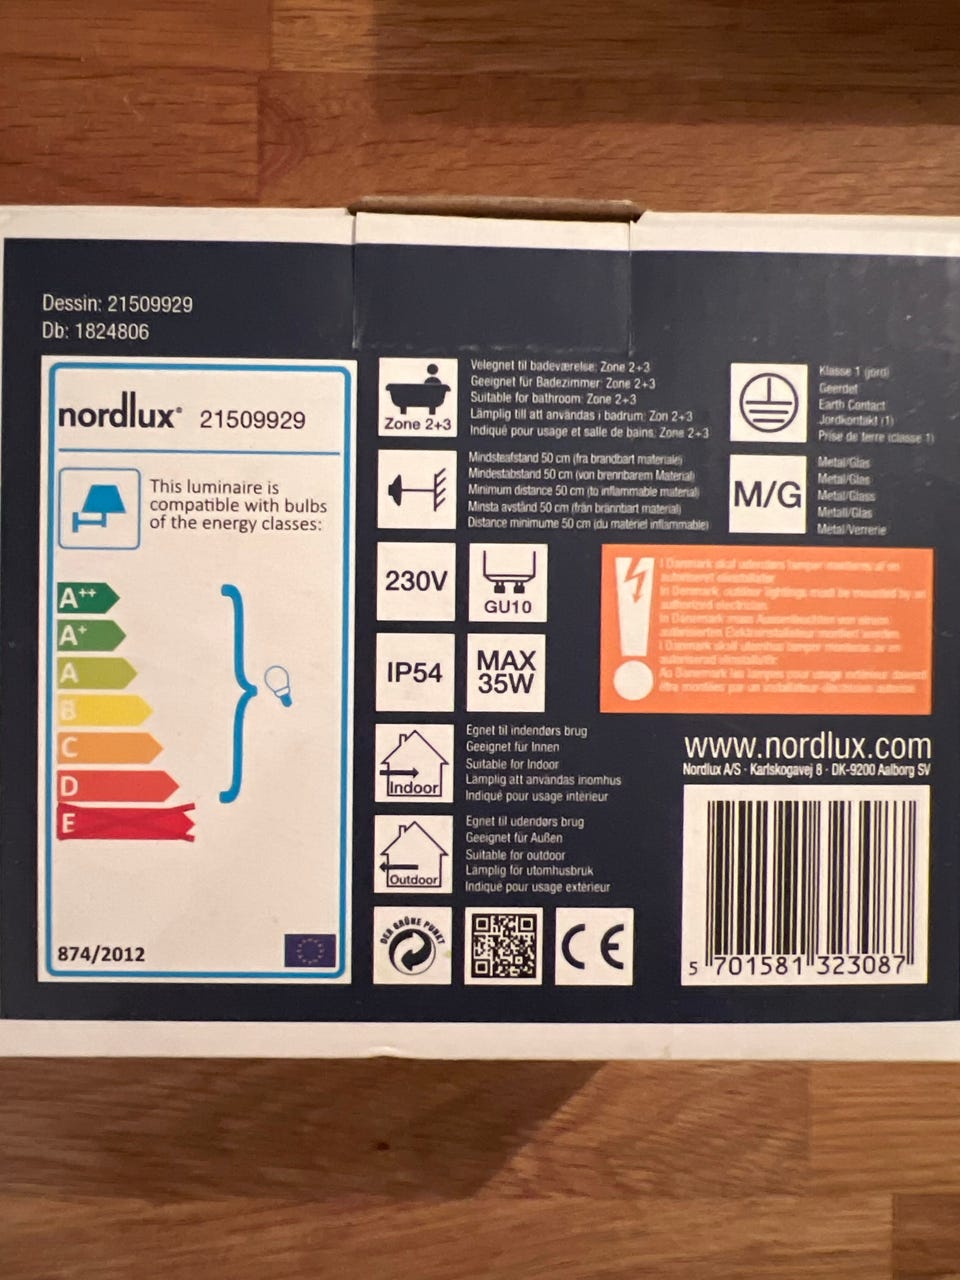 Dessin: 21509929
Db: 1824806
nordlux® 21509929
This luminaire is
compatible with bulbs
of the energy classes:
A++
A+
A
B
C
D
E
874/2012
Zone 2+3
Velegnet til badeværelse: Zone 2+3
Geeignet für Badezimmer: Zone 2+3
Suitable for bathroom: Zone 2+3
Lämplig till att användas i badrum: Zon 2+3
Indiqué pour usage et salle de bains: Zone 2+3
Mindsteafstand 50 cm (fra brandbart materiale)
Mindestabstand 50 cm (von brennbarem Material)
Minimum distance 50 cm (to inflammable material)
Minsta avstånd 50 cm (från brännbart material)
Distance minimume 50 cm (du materiel inflammable)
230V
GU10
IP54
MAX
35W
Indoor
Egnet til indendørs brug
Geeignet für Innen
Suitable for Indoor
Lämplig att användas inomhus
Indiqué pour usage intérieur
Outdoor
Egnet til udendørs brug
Geeignet für Außen
Suitable for outdoor
Lämplig för utomhusbruk
Indiqué pour usage extérieur
DER GRÜNE PUNKT
CE
Klasse 1 (jord)
Geerdet
Earth Contact
Jordkontakt (1)
Prise de terre (classe 1)
M/G
Metal/Glas
Metall/Glas
Metal/Glass
Metall/Glas
Metal/Verrerie
I Danmark skal udendørs lamper monteres af en
autoriseret elinstallatør
In Denmark, outdoor lightings must be mounted by an
authorized electrician
In Dänemark muss Aussenleuchten von einem
autorisierten Elektroinstallateur montiert werden
I Danmark skall utomhus lampor monteras av en
autoriserad elinstallatör
Au Danemark les lampes pour usage extérieur doivent
être montées par un installateur-électricien autorisé
www.nordlux.com
Nordlux A/S · Karlskogavej 8 · DK-9200 Aalborg SV
5 701581 323087